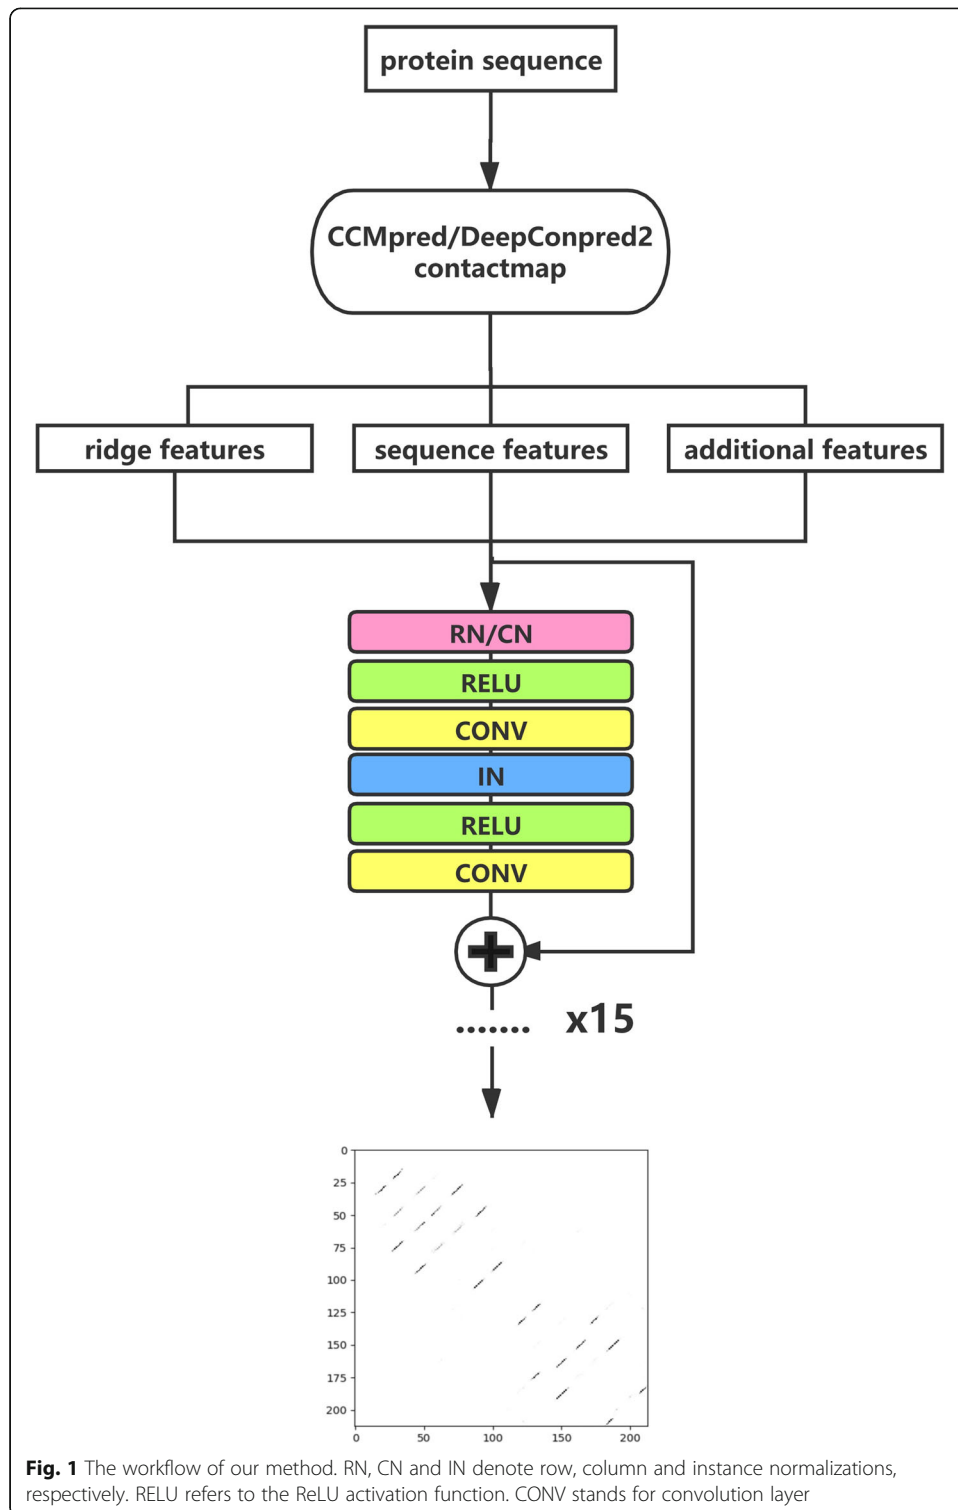 protein sequence
CCMpred/DeepConpred2
contactmap
ridge features
sequence features
additional features
RN/CN
RELU
CONV
IN
RELU
CONV
....... x15
0
25
50
75
100
125
150
175
200
0 50 100 150 200
Fig. 1 The workflow of our method. RN, CN and IN denote row, column and instance normalizations,
respectively. RELU refers to the ReLU activation function. CONV stands for convolution layer